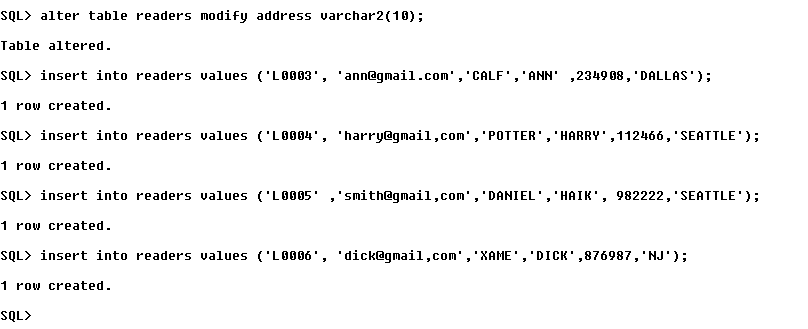 SQL> alter table readers modify address varchar2(10);
Table altered.
SQL> insert into readers values ('L0003', 'ann@gmail.com','CALF','ANN' ,234908,'DALLAS');
1 row created.
SQL> insert into readers values ('L0004', 'harry@gmail,com','POTTER','HARRY',112466,'SEATTLE');
1 row created.
SQL> insert into readers values ('L0005' ,'smith@gmail,com','DANIEL','HAIK', 982222,'SEATTLE');
1 row created.
SQL> insert into readers values ('L0006', 'dick@gmail,com','XAME','DICK',876987,'NJ');
1 row created.
SQL>